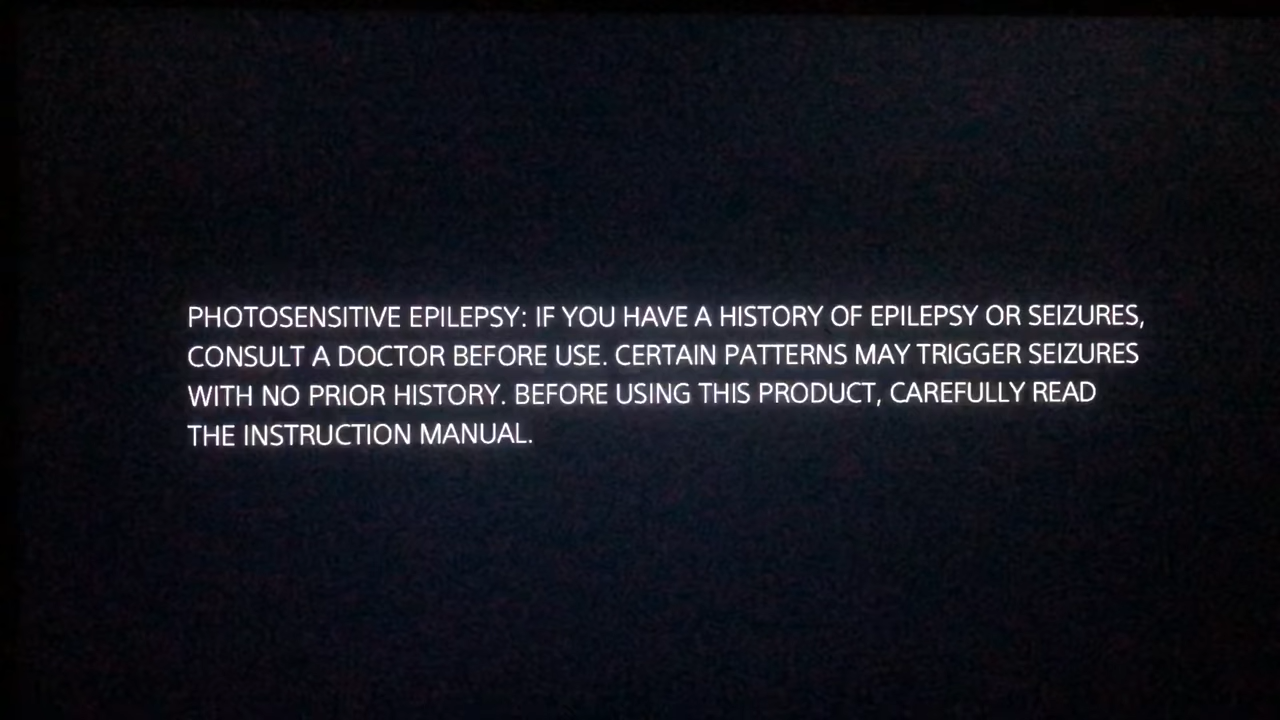 PHOTOSENSITIVE EPILEPSY: IF YOU HAVE A HISTORY OF EPILEPSY OR SEIZURES,
CONSULT A DOCTOR BEFORE USE. CERTAIN PATTERNS MAY TRIGGER SEIZURES
WITH NO PRIOR HISTORY. BEFORE USING THIS PRODUCT, CAREFULLY READ
THE INSTRUCTION MANUAL.